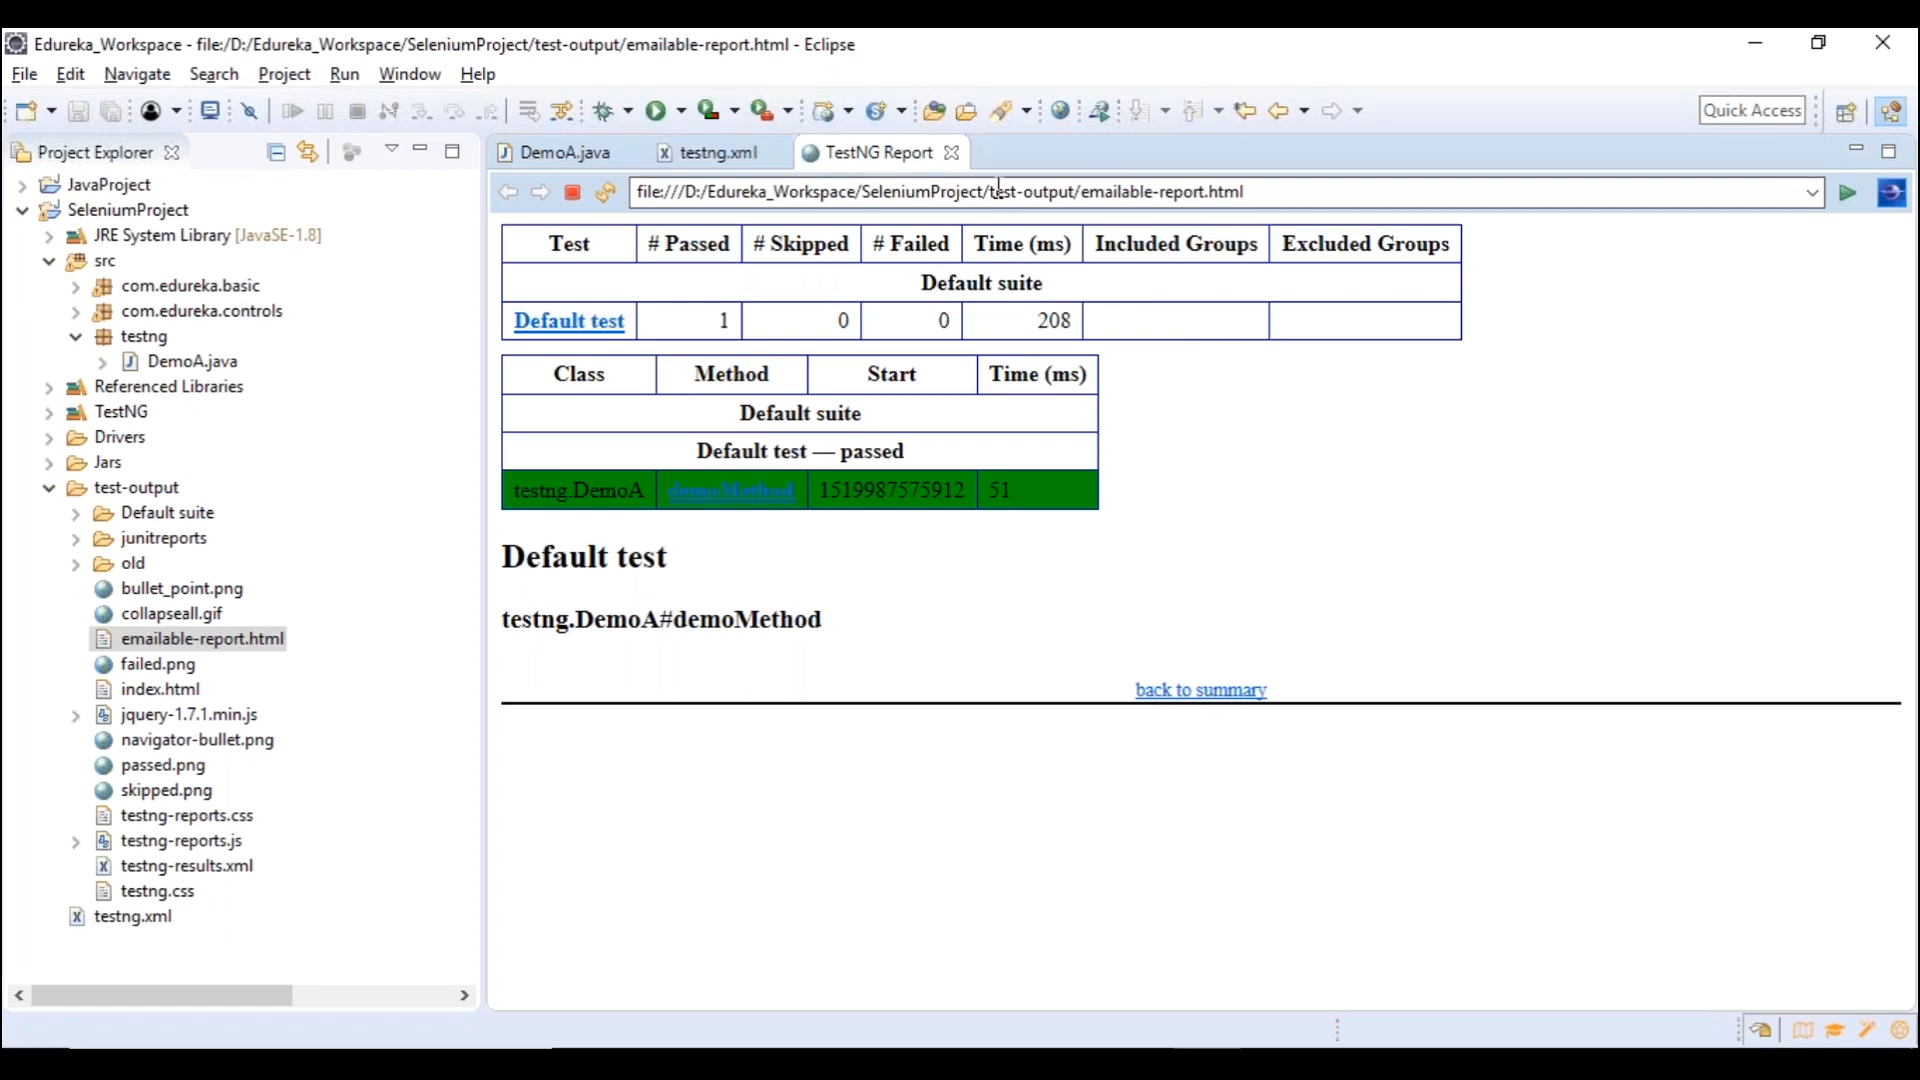 Edureka_Workspace - file:/D:/Edureka_Workspace/SeleniumProject/test-output/emailable-report.html - Eclipse
File Edit Navigate Search Project Run Window Help
Quick Access
Project Explorer
DemoA.java testng.xml TestNG Report
file:///D:/Edureka_Workspace/SeleniumProject/test-output/emailable-report.html
JavaProject
SeleniumProject
JRE System Library [JavaSE-1.8]
src
com.edureka.basic
com.edureka.controls
testng
DemoA.java
Referenced Libraries
TestNG
Drivers
Jars
test-output
Default suite
junitreports
old
bullet_point.png
collapseall.gif
emailable-report.html
failed.png
index.html
jquery-1.7.1.min.js
navigator-bullet.png
passed.png
skipped.png
testng-reports.css
testng-reports.js
testng-results.xml
testng.css
testng.xml
Test # Passed # Skipped # Failed Time (ms) Included Groups Excluded Groups
Default suite
Default test 1 0 0 208
Class Method Start Time (ms)
Default suite
Default test — passed
testng.DemoA demoMethod 1519987575912 51
Default test
testng.DemoA#demoMethod
back to summary